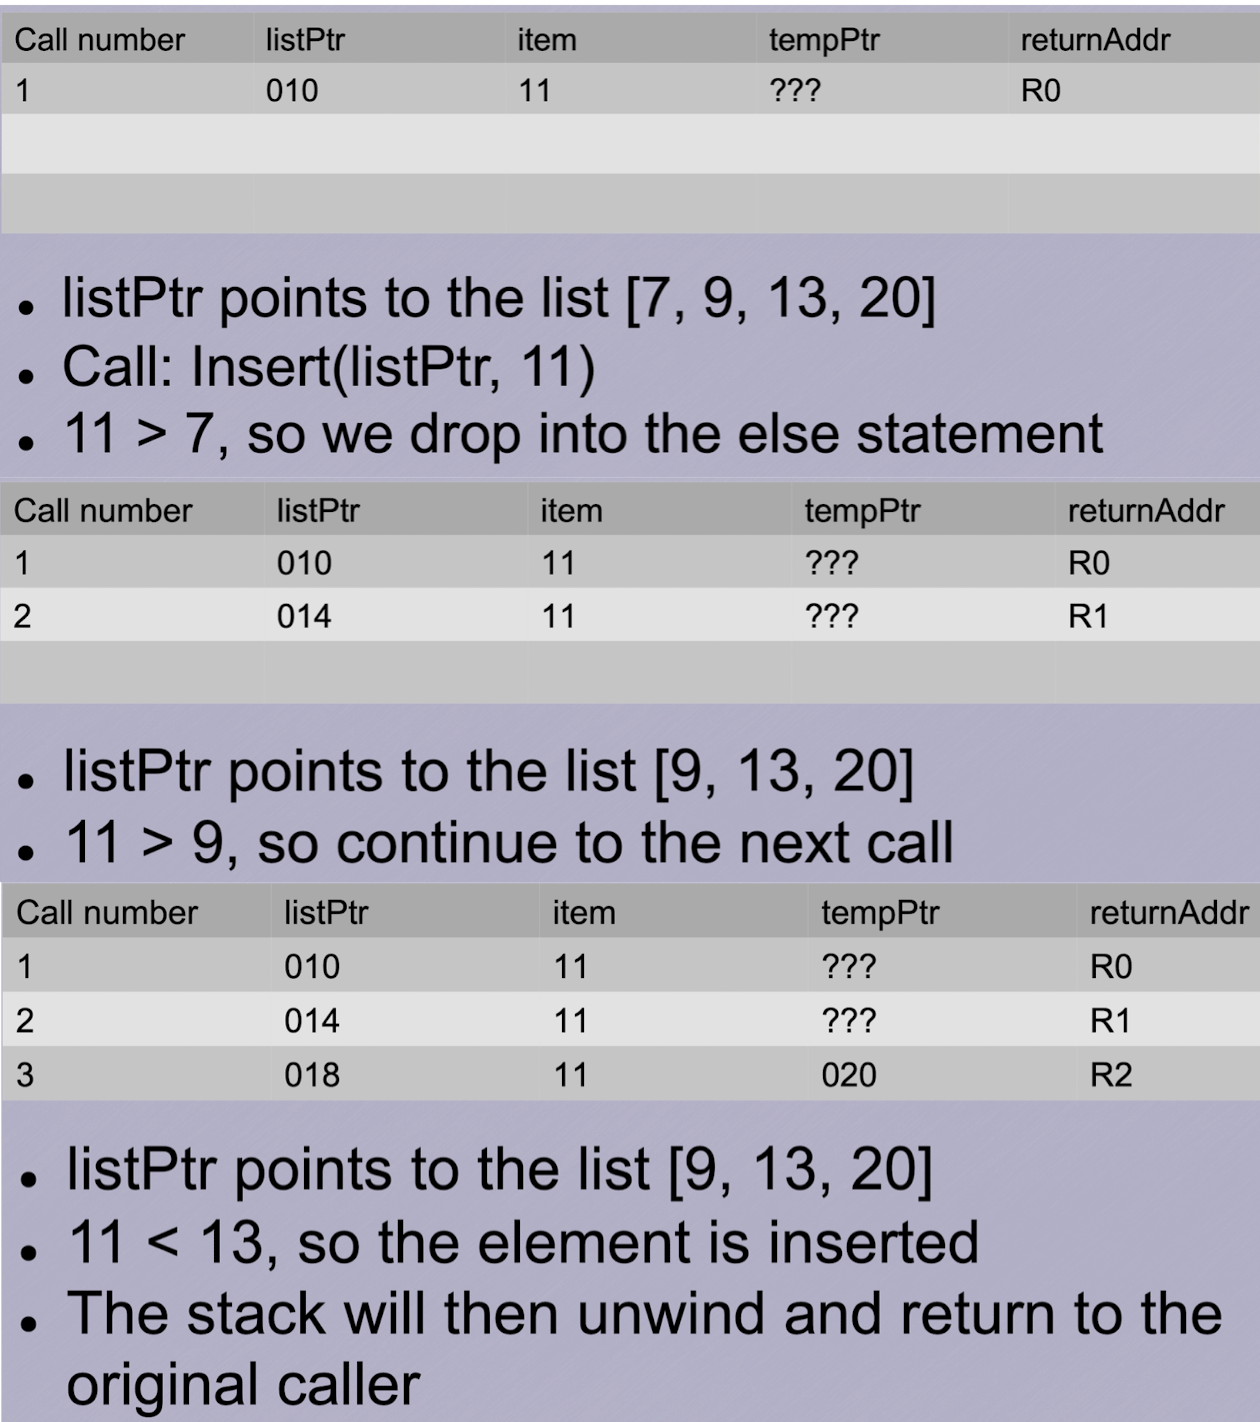 Call number listPtr item tempPtr returnAddr
1 010 11 ??? R0
• listPtr points to the list [7, 9, 13, 20]
• Call: Insert(listPtr, 11)
• 11 > 7, so we drop into the else statement
Call number listPtr item tempPtr returnAddr
1 010 11 ??? R0
2 014 11 ??? R1
• listPtr points to the list [9, 13, 20]
• 11 > 9, so continue to the next call
Call number listPtr item tempPtr returnAddr
1 010 11 ??? R0
2 014 11 ??? R1
3 018 11 020 R2
• listPtr points to the list [9, 13, 20]
• 11 < 13, so the element is inserted
• The stack will then unwind and return to the
original caller